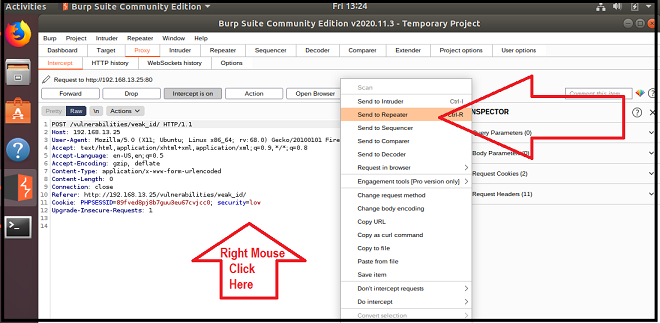 Activities
Burp Suite Community Edition
Fri 13:24
Burp Suite Community Edition v2020.11.3 - Temporary Project
Burp Project Intruder Repeater Window Help
Dashboard Target Proxy Intruder Repeater Sequencer Decoder Comparer Extender Project options User options
Intercept HTTP history WebSockets history Options
Request to http://192.168.13.25:80
Forward Drop Intercept is on Action Open Browser Comment this item
Pretty Raw \n Actions
1 POST /vulnerabilities/weak_id/ HTTP/1.1
2 Host: 192.168.13.25
3 User-Agent: Mozilla/5.0 (X11; Ubuntu; Linux x86_64; rv:68.0) Gecko/20100101 Fire
4 Accept: text/html,application/xhtml+xml,application/xml;q=0.9,*/*;q=0.8
5 Accept-Language: en-US,en;q=0.5
6 Accept-Encoding: gzip, deflate
7 Content-Type: application/x-www-form-urlencoded
8 Content-Length: 0
9 Connection: close
10 Referer: http://192.168.13.25/vulnerabilities/weak_id/
11 Cookie: PHPSESSID=89fved8pj8b7guu3eu67cvjcc0; security=low
12 Upgrade-Insecure-Requests: 1
13
14
Scan
Send to Intruder Ctrl-I
Send to Repeater Ctrl-R
Send to Sequencer
Send to Comparer
Send to Decoder
Request in browser
Engagement tools [Pro version only]
Change request method
Change body encoding
Copy URL
Copy as curl command
Copy to file
Paste from file
Save item
Don't intercept requests
Do intercept
Convert selection
INSPECTOR
Query Parameters (0)
Body Parameters (0)
Request Cookies (2)
Request Headers (11)
Right Mouse
Click
Here